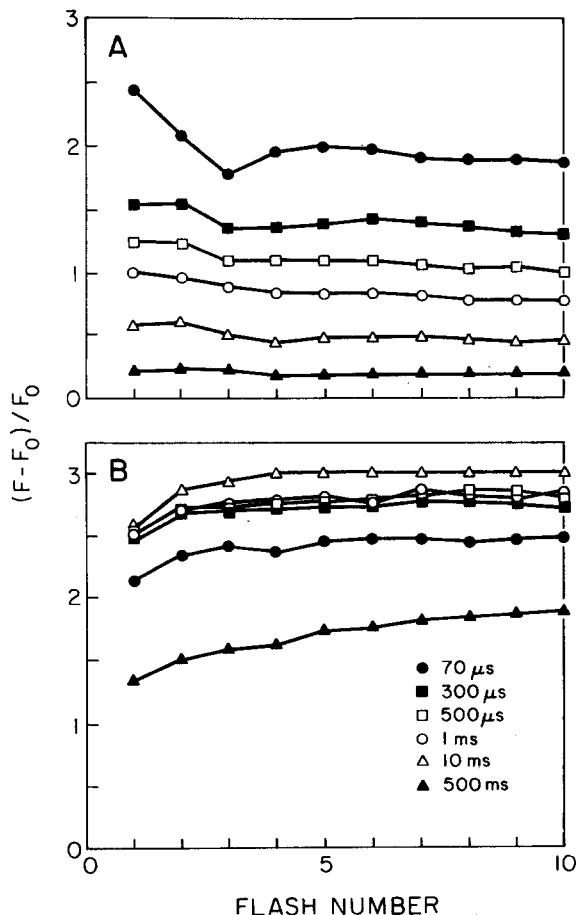 3
A
2
1
0
(F-F₀)/F₀
B
3
2
1
0
● 70 μs
■ 300 μs
□ 500 μs
○ 1 ms
△ 10 ms
▲ 500 ms
0 5 10
FLASH NUMBER